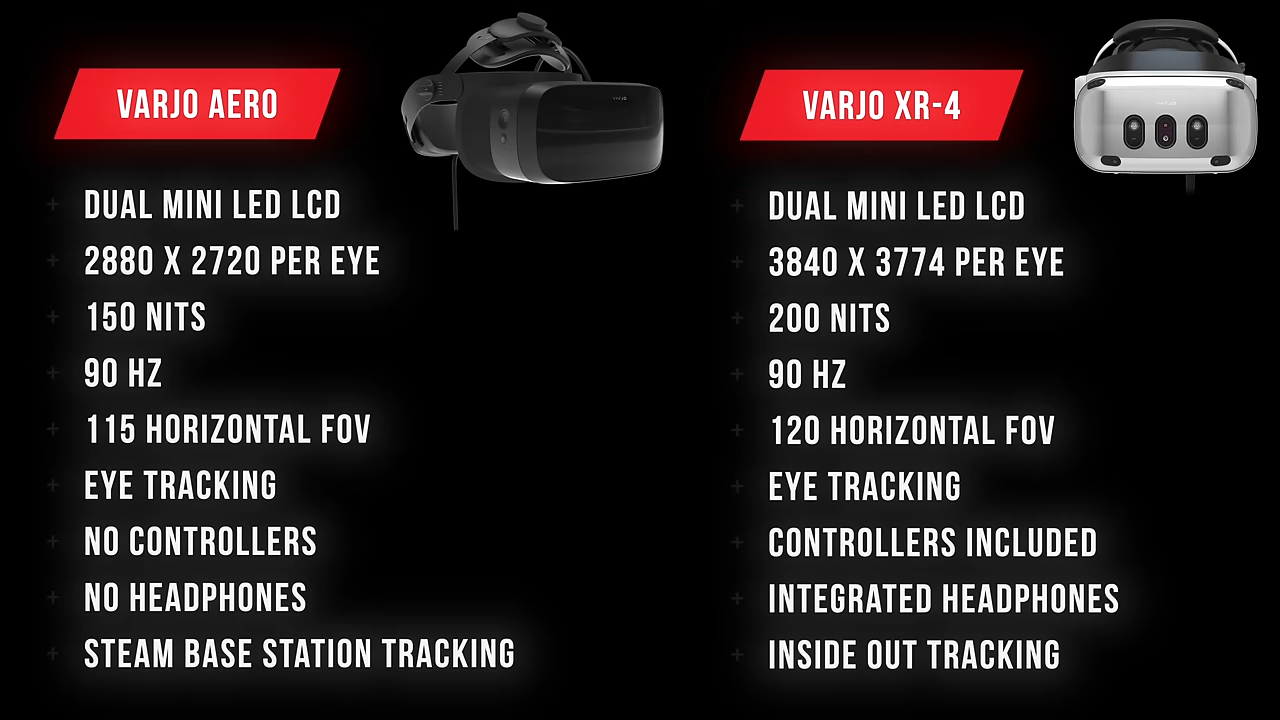 VARJO AERO
DUAL MINI LED LCD
2880 X 2720 PER EYE
150 NITS
90 HZ
115 HORIZONTAL FOV
EYE TRACKING
NO CONTROLLERS
NO HEADPHONES
STEAM BASE STATION TRACKING
VARJO XR-4
DUAL MINI LED LCD
3840 X 3774 PER EYE
200 NITS
90 HZ
120 HORIZONTAL FOV
EYE TRACKING
CONTROLLERS INCLUDED
INTEGRATED HEADPHONES
INSIDE OUT TRACKING